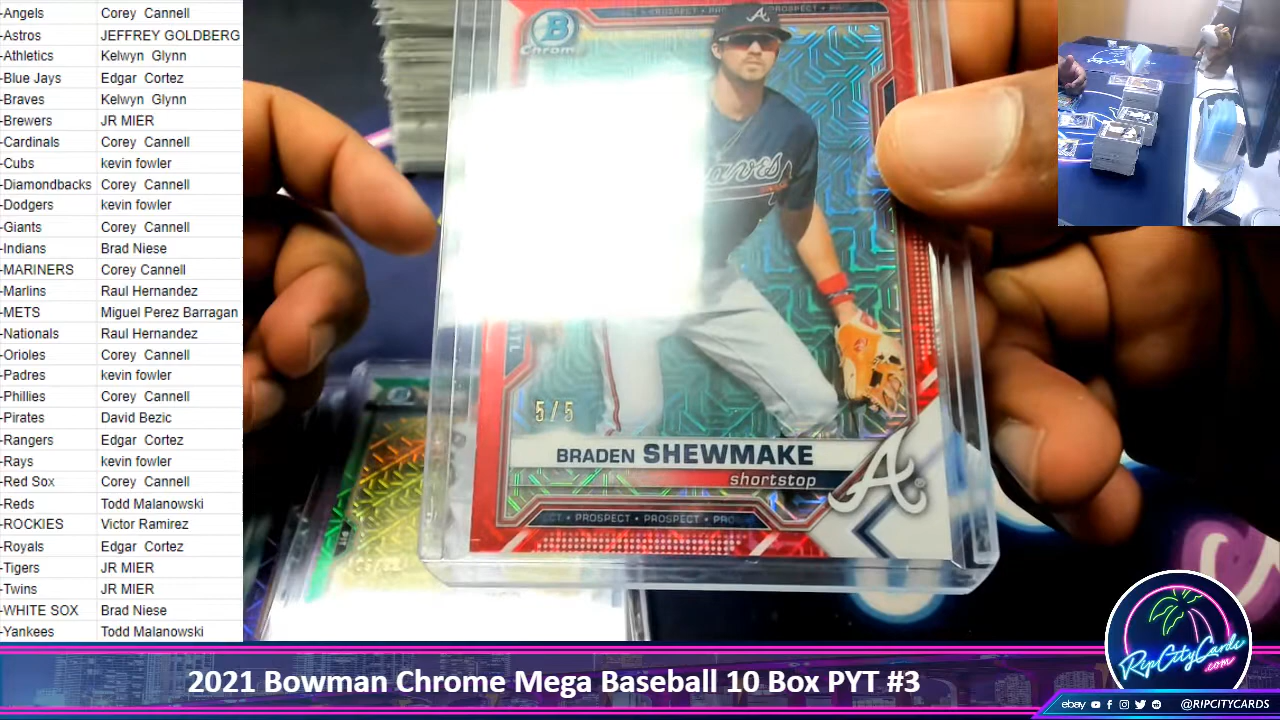 -Angels Corey Cannell
-Astros JEFFREY GOLDBERG
-Athletics Kelwyn Glynn
-Blue Jays Edgar Cortez
-Braves Kelwyn Glynn
-Brewers JR MIER
-Cardinals Corey Cannell
-Cubs kevin fowler
-Diamondbacks Corey Cannell
-Dodgers kevin fowler
-Giants Corey Cannell
-Indians Brad Niese
-MARINERS Corey Cannell
-Marlins Raul Hernandez
-METS Miguel Perez Barragan
-Nationals Raul Hernandez
-Orioles Corey Cannell
-Padres kevin fowler
-Phillies Corey Cannell
-Pirates David Bezic
-Rangers Edgar Cortez
-Rays kevin fowler
-Red Sox Corey Cannell
-Reds Todd Malanowski
-ROCKIES Victor Ramirez
-Royals Edgar Cortez
-Tigers JR MIER
-Twins JR MIER
-WHITE SOX Brad Niese
-Yankees Todd Malanowski
PROSPECT
B
Chrome
A
aves
5/5
BRADEN SHEWMAKE
shortstop
A
CT • PROSPECT • PROSPECT • PRO
2021 Bowman Chrome Mega Baseball 10 Box PYT #3
RipCityCards
.com
ebay @RIPCITYCARDS